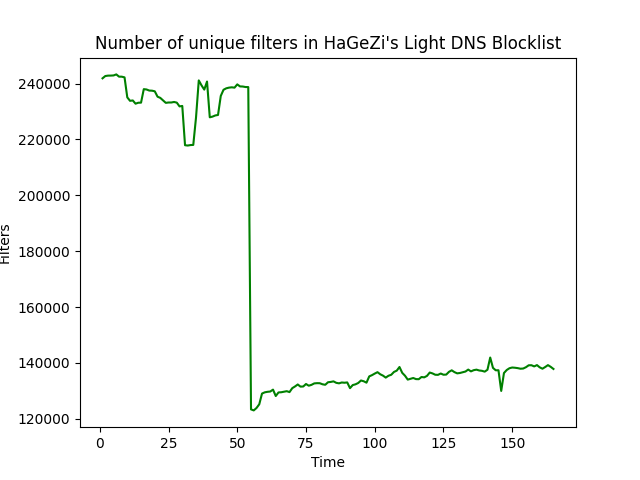 Number of unique filters in HaGeZi's Light DNS Blocklist
240000
220000
200000
180000
160000
140000
120000
Filters
0 25 50 75 100 125 150
Time